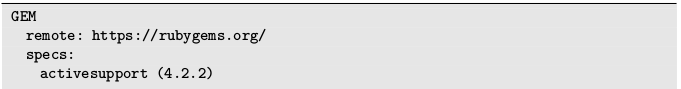 GEM
  remote: https://rubygems.org/
  specs:
    activesupport (4.2.2)